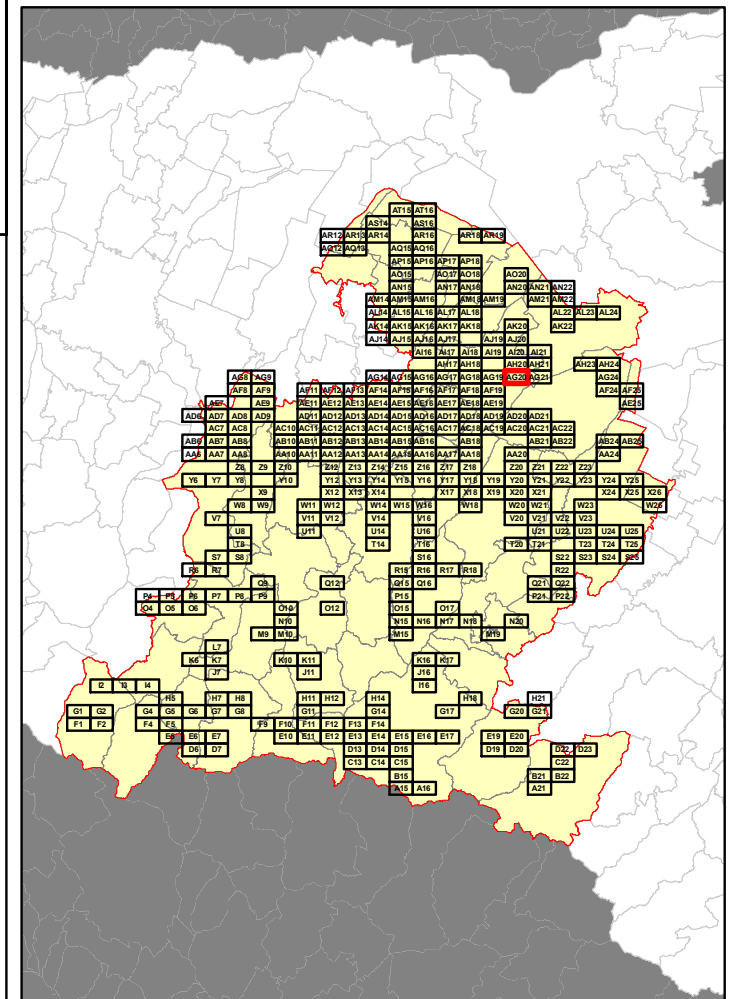 AT15 AT16
AS14 AS16
AR12 AR13 AR14 AR16 AR18 AR19
AQ12 AQ13 AQ15 AQ16
AP15 AP16 AP17 AP18
AO15 AO17 AO18 AO20
AN15 AN17 AN18 AN20 AN21 AN22
AM14 AM15 AM16 AM18 AM19 AM21 AM22
AL14 AL15 AL16 AL17 AL18 AL22 AL23 AL24
AK14 AK15 AK16 AK17 AK18 AK20 AK22
AJ14 AJ15 AJ16 AJ17 AJ19 AJ20
AI16 AI17 AI18 AI19 AI20 AI21
AH17 AH18 AH20 AH21 AH23 AH24
AG8 AG9 AG14 AG15 AG16 AG17 AG18 AG19 AG20 AG21 AG24
AF8 AF9 AF11 AF12 AF13 AF14 AF15 AF16 AF17 AF18 AF19 AF24 AF25
AE7 AE9 AE11 AE12 AE13 AE14 AE15 AE16 AE17 AE18 AE19 AE25
AD6 AD7 AD8 AD9 AD11 AD12 AD13 AD14 AD15 AD16 AD17 AD18 AD19 AD20 AD21
AC7 AC8 AC10 AC11 AC12 AC13 AC14 AC15 AC16 AC17 AC18 AC19 AC20 AC21 AC22
AB6 AB7 AB8 AB10 AB11 AB12 AB13 AB14 AB15 AB16 AB18 AB21 AB22 AB24 AB25
AA6 AA7 AA8 AA10 AA11 AA12 AA13 AA14 AA15 AA16 AA17 AA18 AA20 AA24
Z8 Z9 Z10 Z12 Z13 Z14 Z15 Z16 Z17 Z18 Z20 Z21 Z22 Z23
Y6 Y7 Y8 Y10 Y12 Y13 Y14 Y15 Y16 Y17 Y18 Y19 Y20 Y21 Y22 Y23 Y24 Y25
X9 X12 X13 X14 X17 X18 X19 X20 X21 X24 X25 X26
W8 W9 W11 W12 W14 W15 W16 W18 W20 W21 W23 W26
V7 V11 V12 V14 V16 V20 V21 V22 V23
U8 U11 U14 U16 U21 U22 U23 U24 U25
T8 T14 T16 T20 T21 T23 T24 T25
S7 S8 S16 S22 S23 S24 S25
R6 R7 R15 R16 R17 R18 R22
Q9 Q12 Q15 Q16 Q21 Q22
P4 P5 P6 P7 P8 P9 P15 P21 P22
O4 O5 O6 O10 O12 O15 O17
N10 N15 N16 N17 N18 N20
M9 M10 M15 M19
L7
K6 K7 K10 K11 K16 K17
J7 J11 J16
I2 I3 I4 I16
H5 H7 H8 H11 H12 H14 H18 H21
G1 G2 G4 G5 G6 G7 G8 G11 G14 G17 G20 G21
F1 F2 F4 F5 F9 F10 F11 F12 F13 F14
E5 E6 E7 E10 E11 E12 E13 E14 E15 E16 E17 E19 E20
D6 D7 D13 D14 D15 D19 D20 D22 D23
C13 C14 C15 C22
B15 B21 B22
A15 A16 A21